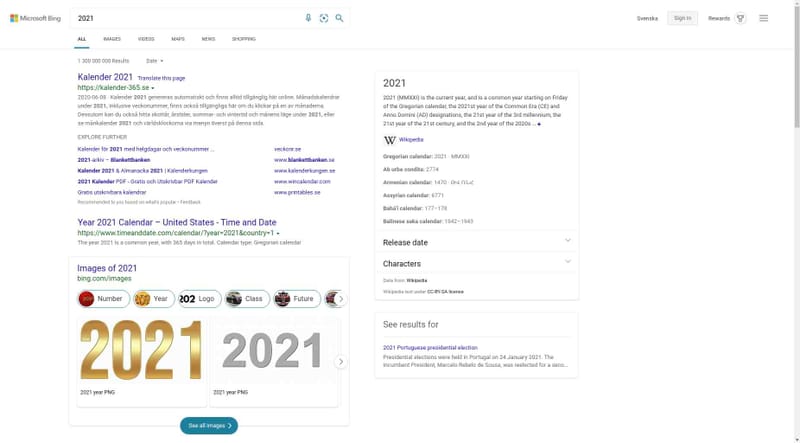 Microsoft Bing
2021
Svenska
Sign in
Rewards
ALL
IMAGES
VIDEOS
MAPS
NEWS
SHOPPING
1 300 000 000 Results
Date
Kalender 2021
Translate this page
https://kalender-365.se
2020-06-08 · Kalender 2021 genereras automatiskt och finns alltid tillgänglig här online. Månadskalendrar
under 2021, inklusive veckonummer, finns också tillgängliga här om du klickar på en av månaderna.
Dessutom kan du också hitta skottår, årstider, sommar- och vintertid och månens läge under 2021, eller
se månkalender 2021 och världsklockorna via menyn överst på denna sida.
EXPLORE FURTHER
Kalender för 2021 med helgdagar och veckonummer ...
veckonr.se
2021-arkiv – Blankettbanken
www.blankettbanken.se
Kalender 2021 & Almanacka 2021 | Kalenderkungen
www.kalenderkungen.se
2021 Kalender PDF - Gratis och Utskrivbar PDF Kalender
www.wincalendar.com
Gratis utskrivbara kalendrar
www.printables.se
Recommended to you based on what's popular • Feedback
Year 2021 Calendar – United States - Time and Date
https://www.timeanddate.com/calendar/?year=2021&country=1
The year 2021 is a common year, with 365 days in total. Calendar type: Gregorian calendar
Images of 2021
bing.com/images
Number
Year
202
Logo
Class
Future
2021
2021
2021 year PNG
2021 year PNG
See all images
2021
2021 (MMXXI) is the current year, and is a common year starting on Friday
of the Gregorian calendar, the 2021st year of the Common Era (CE) and
Anno Domini (AD) designations, the 21st year of the 3rd millennium, the
21st year of the 21st century, and the 2nd year of the 2020s ...
W Wikipedia
Gregorian calendar: 2021 · MMXXI
Ab urbe condita: 2774
Armenian calendar: 1470
Assyrian calendar: 6771
Bahá'í calendar: 177–178
Balinese saka calendar: 1942–1943
Release date
Characters
Data from: Wikipedia
Wikipedia text under CC-BY-SA license
See results for
2021 Portuguese presidential election
Presidential elections were held in Portugal on 24 January 2021. The
incumbent President, Marcelo Rebelo de Sousa, was reelected for a seco...